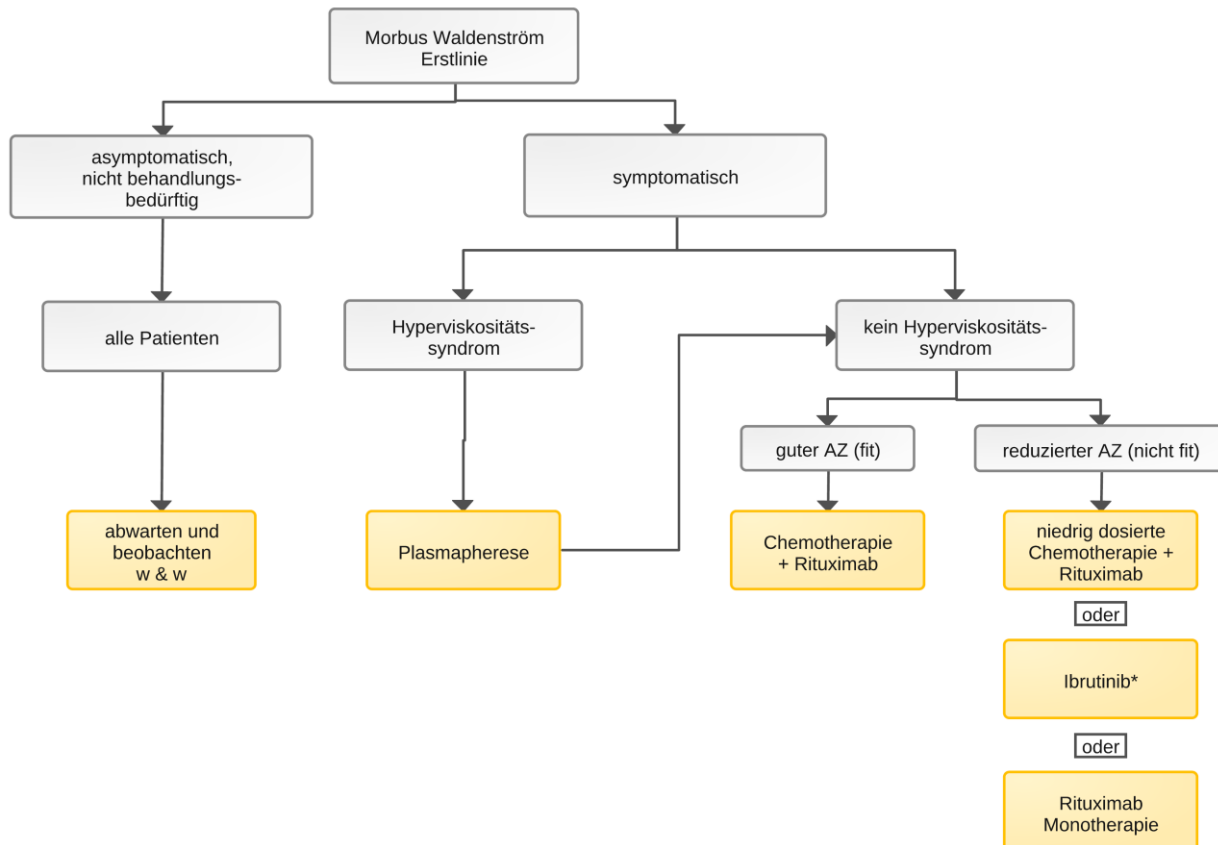 Morbus Waldenström
Erstlinie
asymptomatisch,
nicht behandlungs-
bedürftig
symptomatisch
alle Patienten
Hyperviskositäts-
syndrom
kein Hyperviskositäts-
syndrom
guter AZ (fit)
reduzierter AZ (nicht fit)
abwarten und
beobachten
w & w
Plasmapherese
Chemotherapie
+ Rituximab
niedrig dosierte
Chemotherapie +
Rituximab
oder
Ibrutinib*
oder
Rituximab
Monotherapie